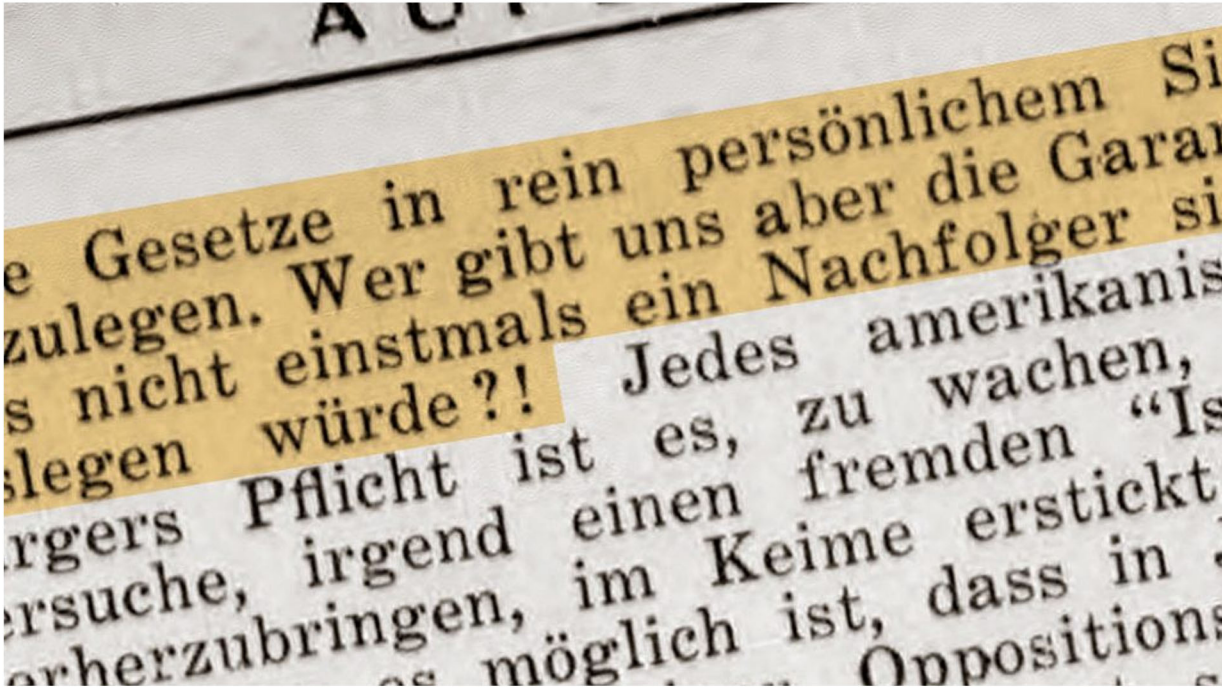 e Gesetze in rein persönlichem Si
zulegen. Wer gibt uns aber die Garan
s nicht einstmals ein Nachfolger si
slegen würde?! Jedes amerikanis
rgers Pflicht ist es, zu wachen,
ersuche, irgend einen fremden “Is
erherzubringen, im Keime erstickt
es möglich ist, dass in
Oppositions